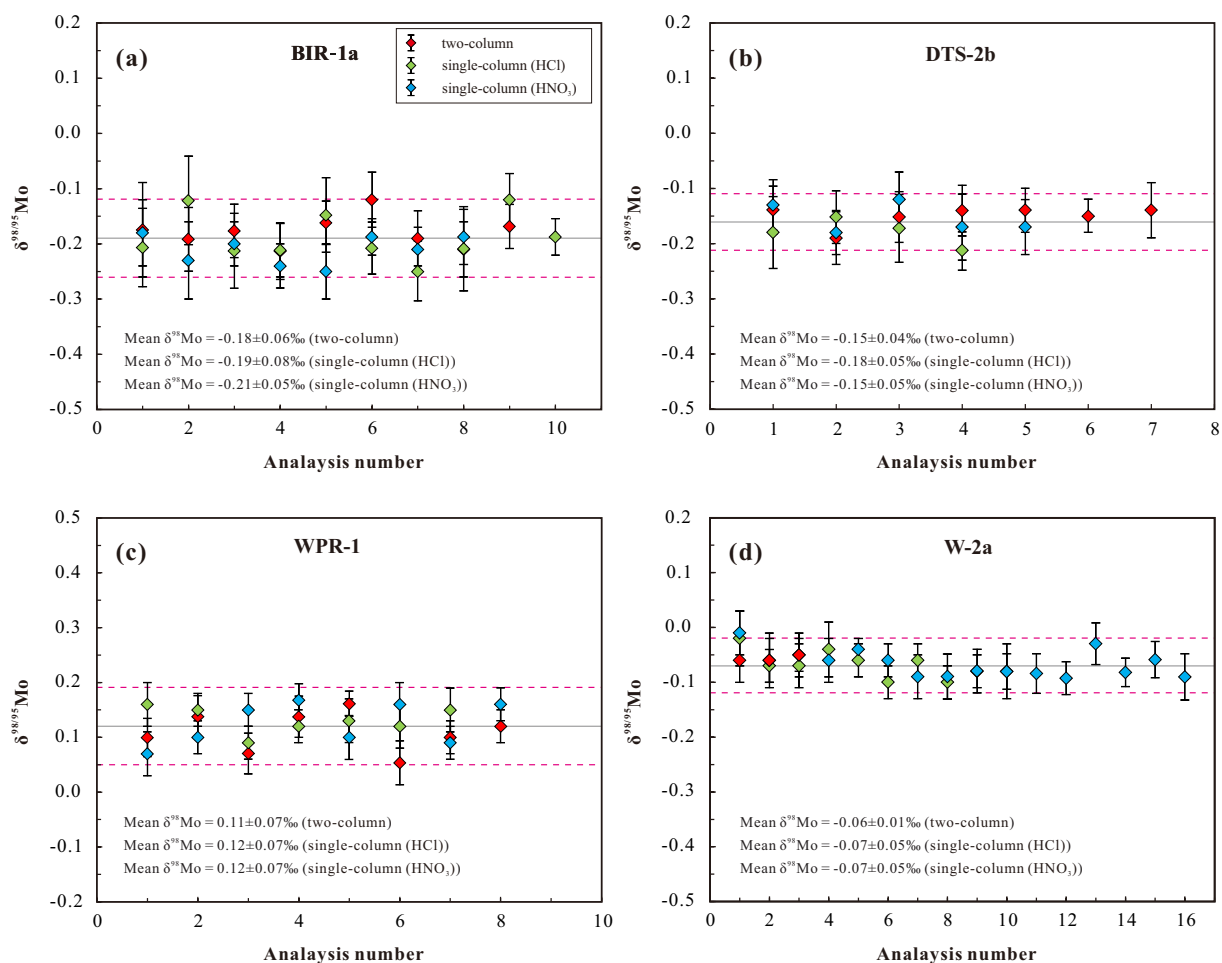 (a)
BIR-1a
two-column
single-column (HCl)
single-column (HNO₃)
0.2
0.1
0.0
-0.1
-0.2
-0.3
-0.4
-0.5
δ⁹⁸/⁹⁵Mo
Mean δ⁹⁸Mo = -0.18±0.06‰ (two-column)
Mean δ⁹⁸Mo = -0.19±0.08‰ (single-column (HCl))
Mean δ⁹⁸Mo = -0.21±0.05‰ (single-column (HNO₃))
0 2 4 6 8 10
Analaysis number
(b)
DTS-2b
0.2
0.1
0.0
-0.1
-0.2
-0.3
-0.4
-0.5
δ⁹⁸/⁹⁵Mo
Mean δ⁹⁸Mo = -0.15±0.04‰ (two-column)
Mean δ⁹⁸Mo = -0.18±0.05‰ (single-column (HCl))
Mean δ⁹⁸Mo = -0.15±0.05‰ (single-column (HNO₃))
0 1 2 3 4 5 6 7 8
Analaysis number
(c)
WPR-1
0.5
0.3
0.2
0.2
0.1
0.0
-0.1
-0.2
δ⁹⁸/⁹⁵Mo
Mean δ⁹⁸Mo = 0.11±0.07‰ (two-column)
Mean δ⁹⁸Mo = 0.12±0.07‰ (single-column (HCl))
Mean δ⁹⁸Mo = 0.12±0.07‰ (single-column (HNO₃))
0 2 4 6 8 10
Analaysis number
(d)
W-2a
0.2
0.1
0.0
-0.1
-0.2
-0.3
-0.4
-0.5
δ⁹⁸/⁹⁵Mo
Mean δ⁹⁸Mo = -0.06±0.01‰ (two-column)
Mean δ⁹⁸Mo = -0.07±0.05‰ (single-column (HCl))
Mean δ⁹⁸Mo = -0.07±0.05‰ (single-column (HNO₃))
0 2 4 6 8 10 12 14 16
Analaysis number